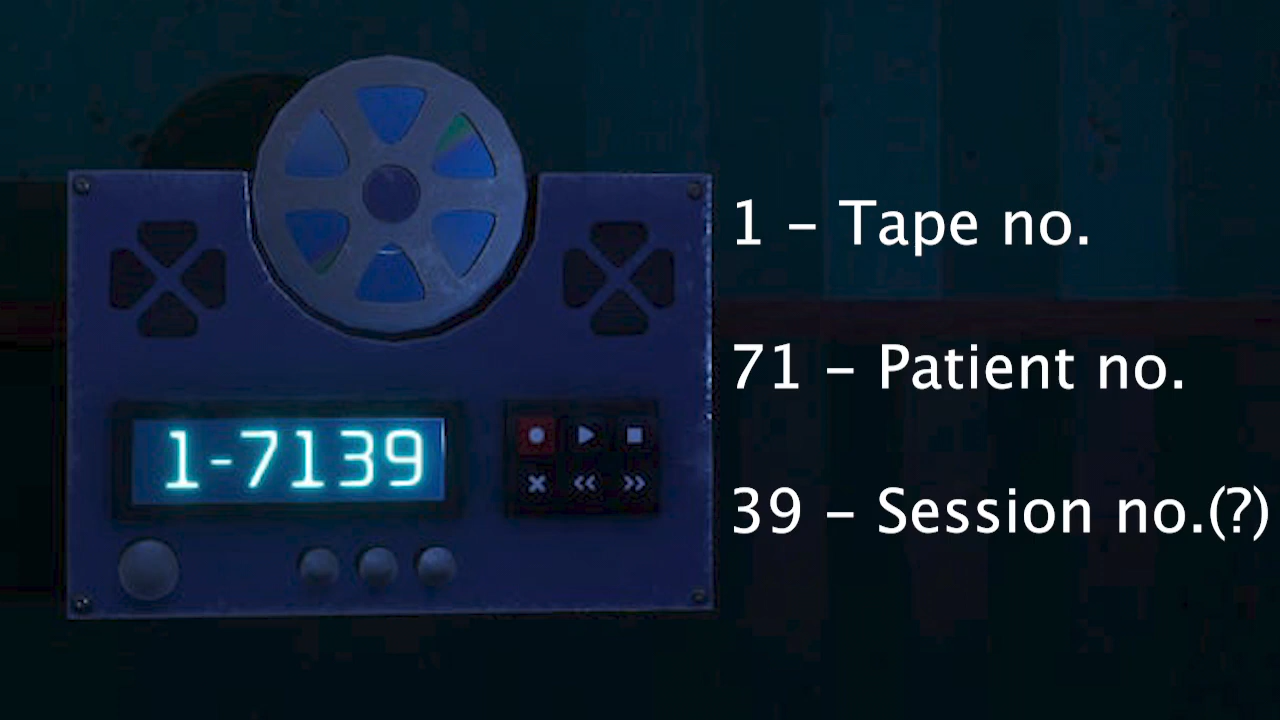 1-7139
1 – Tape no.
71 – Patient no.
39 – Session no.(?)